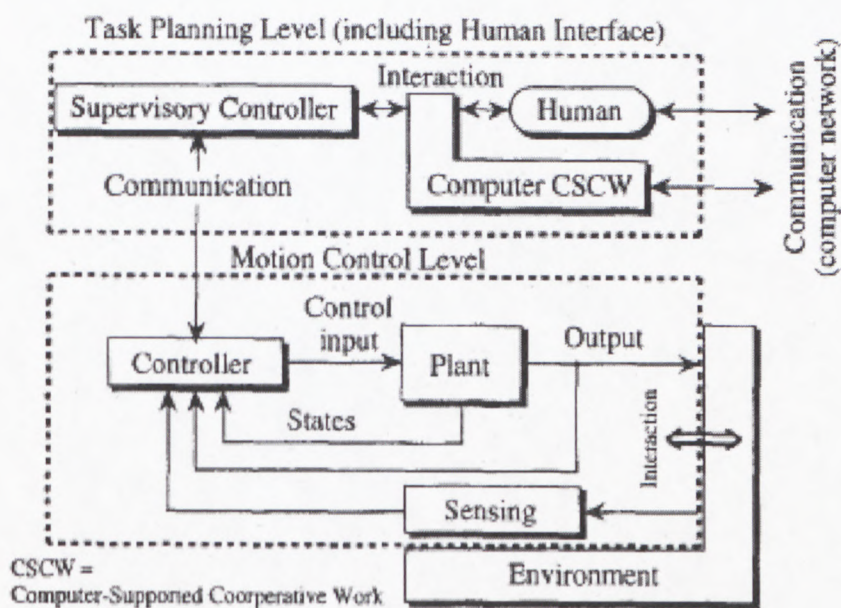 Task Planning Level (including Human Interface)
Interaction
Supervisory Controller
Human
Communication
Computer CSCW
Communication
(computer network)
Motion Control Level
Control
input
Output
Controller
Plant
States
Interaction
Sensing
Environment
CSCW =
Computer-Supported Coorperative Work